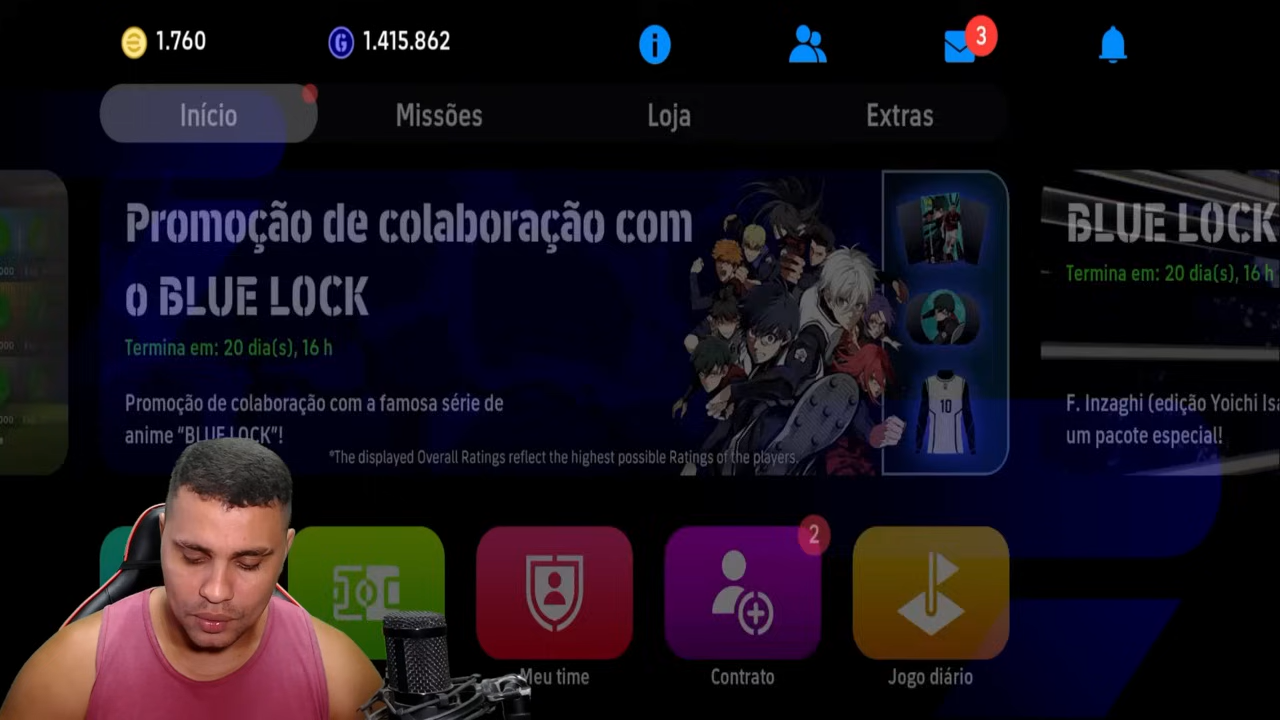 1.760
1.415.862
3
Início
Missões
Loja
Extras
Promoção de colaboração com
o BLUE LOCK
Termina em: 20 dia(s), 16 h
Promoção de colaboração com a famosa série de
anime "BLUE LOCK"!
*The displayed Overall Ratings reflect the highest possible Ratings of the players.
10
BLUE LOCK
Termina em: 20 dia(s), 16 h
F. Inzaghi (edição Yoichi Isa
um pacote especial!
2
Meu time
Contrato
Jogo diário